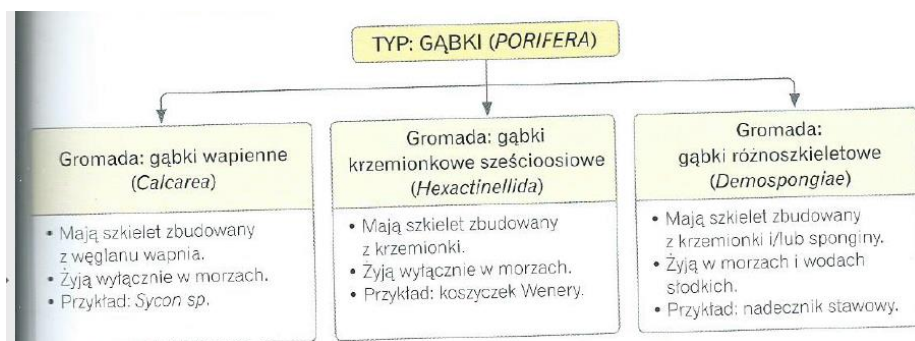 TYP: GĄBKI (PORIFERA)
Gromada: gąbki wapienne
(Calcarea)
• Mają szkielet zbudowany
z węglanu wapnia.
• Żyją wyłącznie w morzach.
• Przykład: Sycon sp.
Gromada: gąbki
krzemionkowe sześcioosiowe
(Hexactinellida)
• Mają szkielet zbudowany
z krzemionki.
• Żyją wyłącznie w morzach.
• Przykład: koszyczek Wenery.
Gromada:
gąbki różnoszkieletowe
(Demospongiae)
• Mają szkielet zbudowany
z krzemionki i/lub sponginy.
• Żyją w morzach i wodach
słodkich.
• Przykład: nadecznik stawowy.